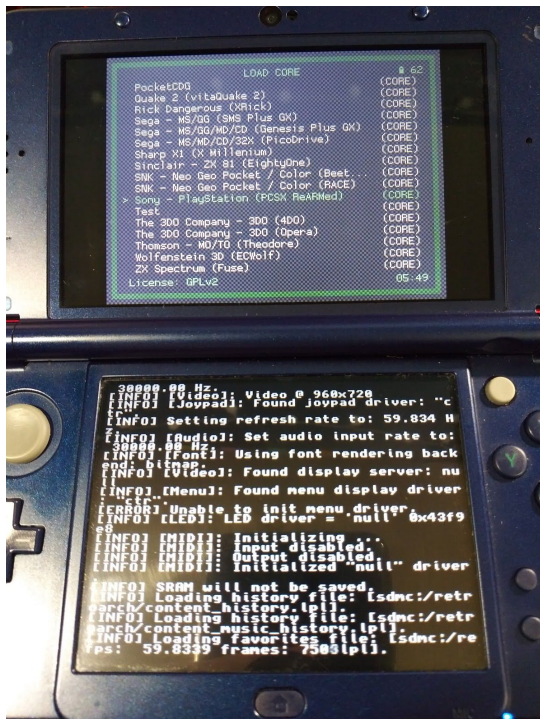 LOAD CORE 62
PocketCDG (CORE)
Quake 2 (vitaQuake 2) (CORE)
Rick Dangerous (XRick) (CORE)
Sega - MS/GG (SMS Plus GX) (CORE)
Sega - MS/GG/MD/CD (Genesis Plus GX) (CORE)
Sega - MS/MD/CD/32X (PicoDrive) (CORE)
Sharp X1 (X Millenium) (CORE)
Sinclair - ZX 81 (EightyOne) (CORE)
SNK - Neo Geo Pocket / Color (Beet... (CORE)
SNK - Neo Geo Pocket / Color (RACE) (CORE)
> Sony - PlayStation (PCSX ReARMed) (CORE)
Test (CORE)
The 3DO Company - 3DO (4DO) (CORE)
The 3DO Company - 3DO (Opera) (CORE)
Thomson - MO/TO (Theodore) (CORE)
Wolfenstein 3D (ECWolf) (CORE)
ZX Spectrum (Fuse) (CORE)
License: GPLv2 05:49
30000.00 Hz.
[INFO] [Video]: Video @ 960x720
[INFO] [Joypad]: Found joypad driver: "c
tr".
[INFO] Setting refresh rate to: 59.834 H
z.
[INFO] [Audio]: Set audio input rate to:
30000.00 Hz
[INFO] [Font]: Using font rendering back
end: bitmap.
[INFO] [Video]: Found display server: nu
ll
[INFO] [Menu]: Found menu display driver
: "ctr".
[ERROR] Unable to init menu driver.
[INFO] [LED]: LED driver = "null" 0x43f9
e8
[INFO] [MIDI]: Initializing ...
[INFO] [MIDI]: Input disabled.
[INFO] [MIDI]: Output disabled.
[INFO] [MIDI]: Initialized "null" driver
.
[INFO] SRAM will not be saved.
[INFO] Loading history file: [sdmc:/retr
oarch/content_history.lpl].
[INFO] Loading history file: [sdmc:/retr
oarch/content_music_history.lpl].
[INFO] Loading favorites file: [sdmc:/re
fps: 59.8339 frames: 7503lpl].
Y